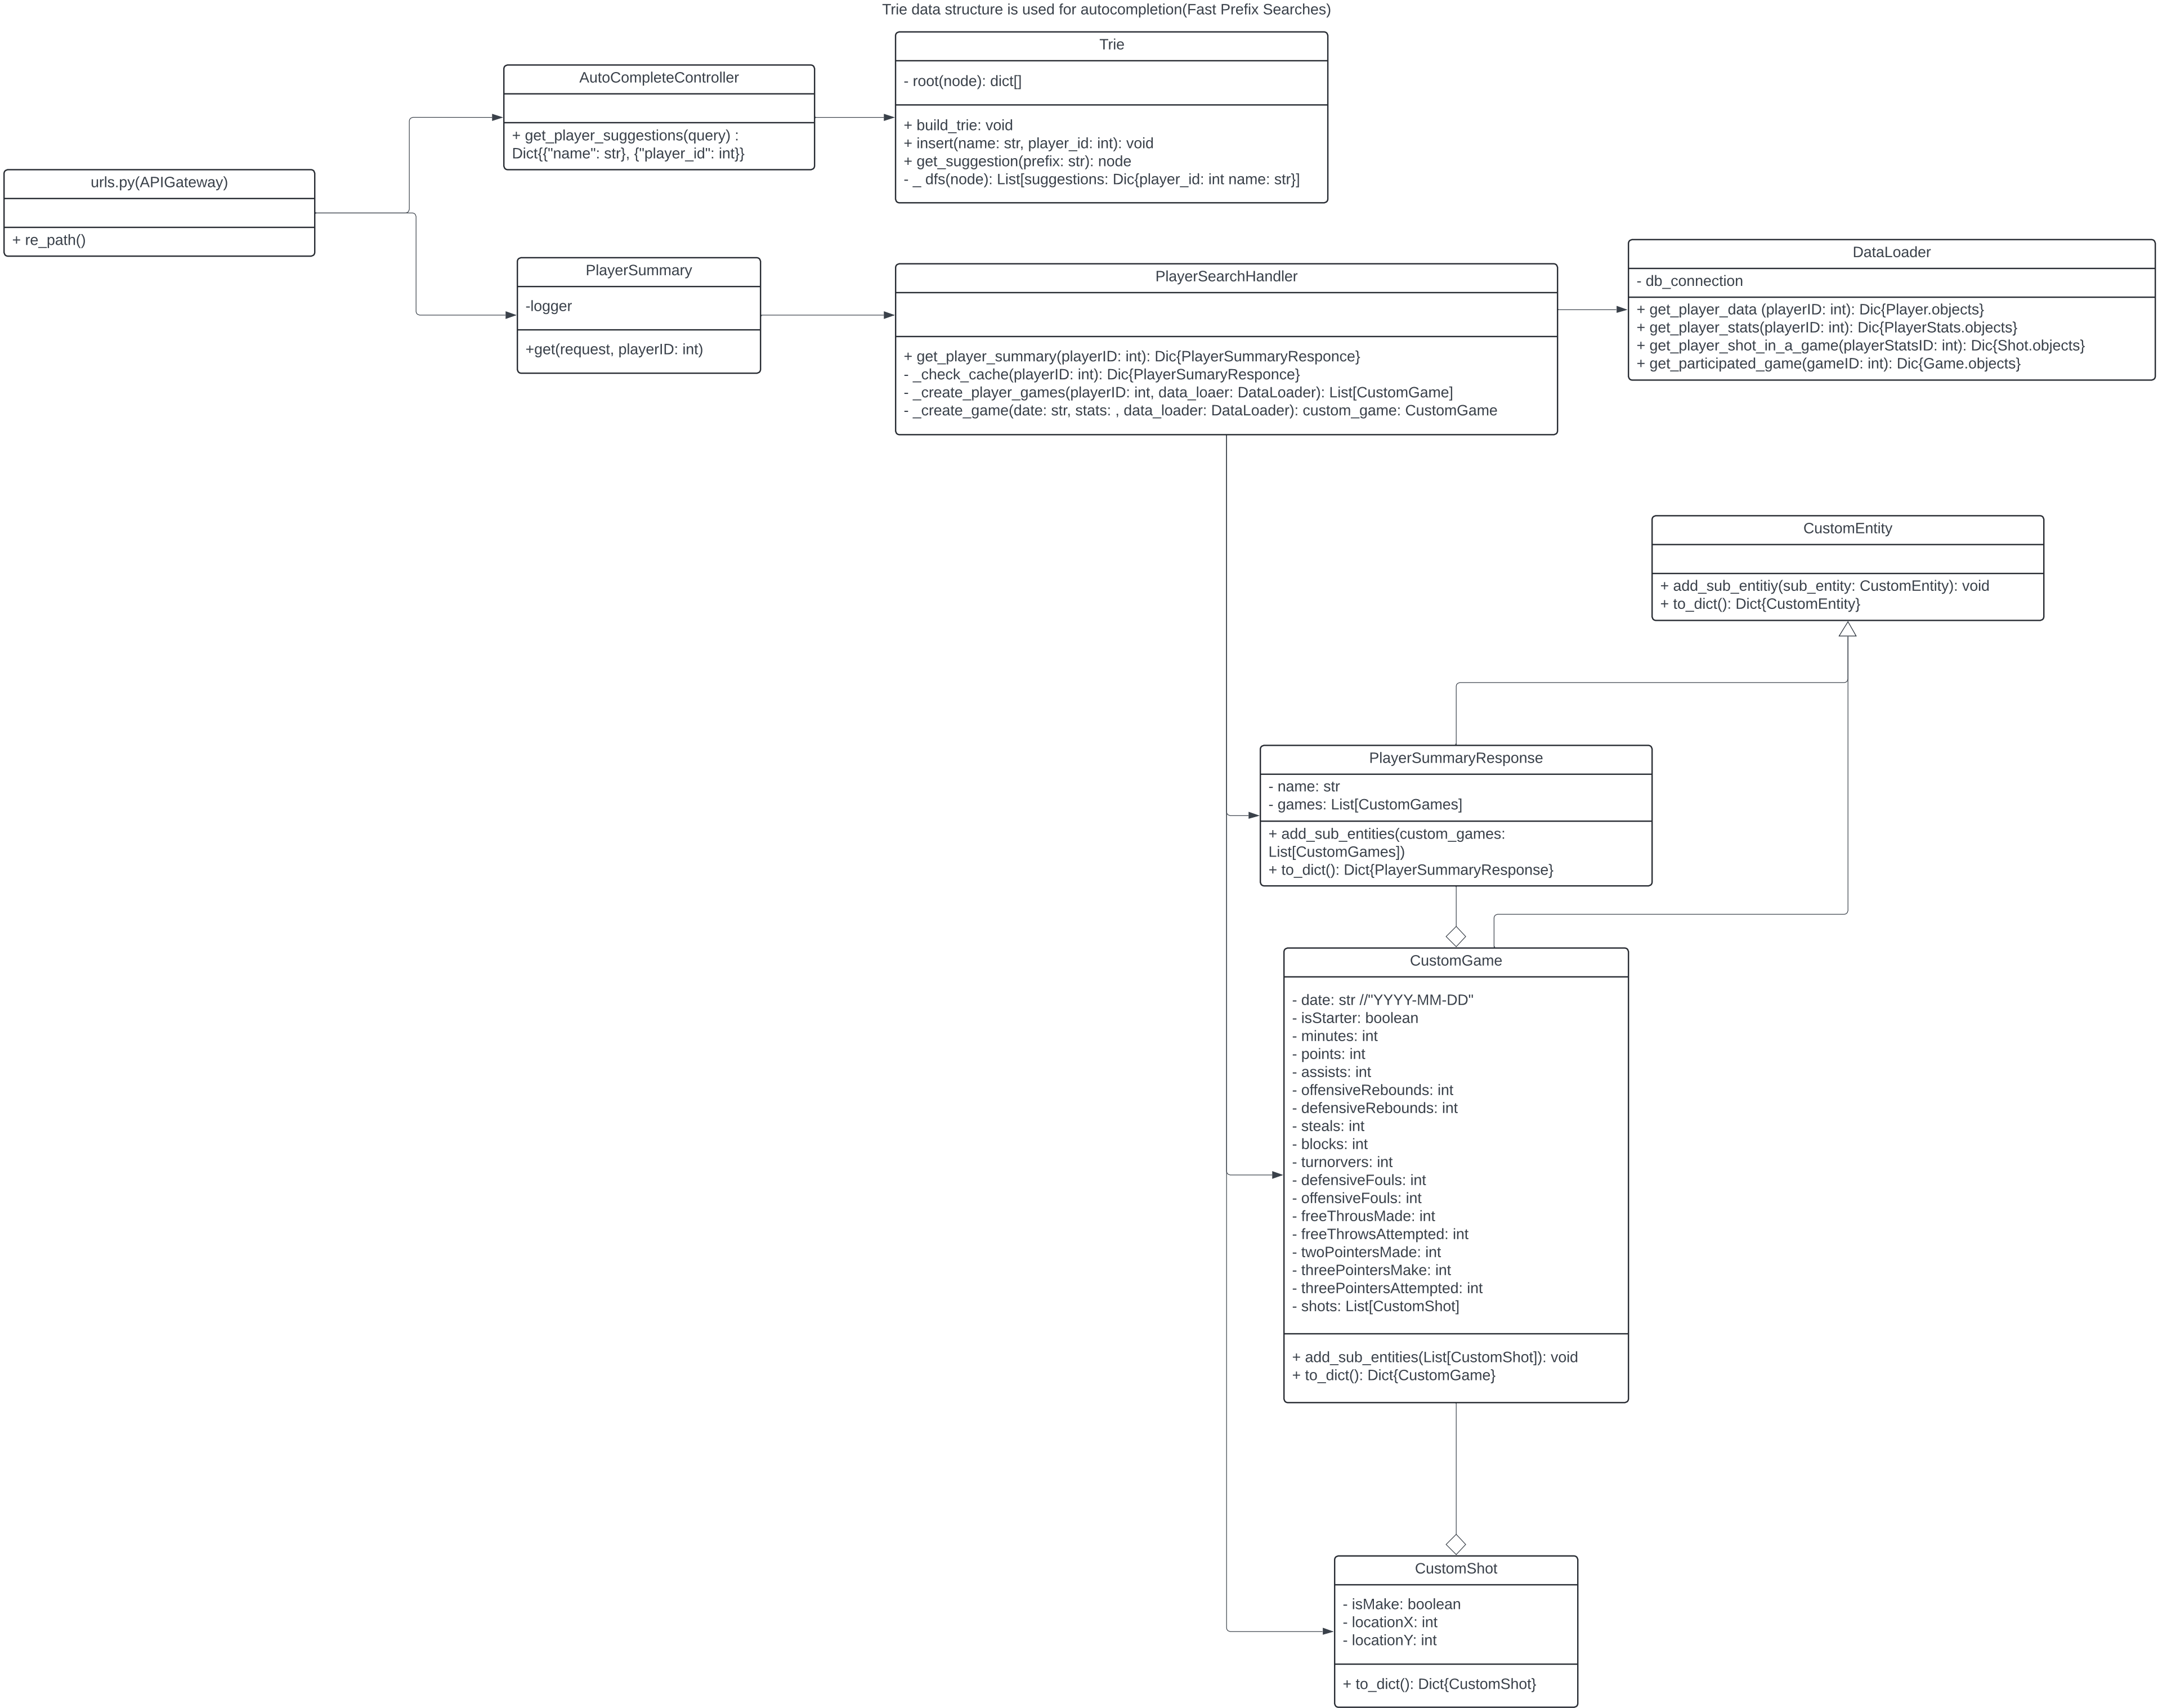 Trie data structure is used for autocompletion(Fast Prefix Searches)
Trie
- root(node): dict[]
+ build_trie: void
+ insert(name: str, player_id: int): void
+ get_suggestion(prefix: str): node
- _ dfs(node): List[suggestions: Dic{player_id: int name: str}]
AutoCompleteController
+ get_player_suggestions(query) :
Dict{{"name": str}, {"player_id": int}}
urls.py(APIGateway)
+ re_path()
PlayerSummary
-logger
+get(request, playerID: int)
PlayerSearchHandler
+ get_player_summary(playerID: int): Dic{PlayerSummaryResponce}
- _check_cache(playerID: int): Dic{PlayerSumaryResponce}
- _create_player_games(playerID: int, data_loaer: DataLoader): List[CustomGame]
- _create_game(date: str, stats: , data_loader: DataLoader): custom_game: CustomGame
DataLoader
- db_connection
+ get_player_data (playerID: int): Dic{Player.objects}
+ get_player_stats(playerID: int): Dic{PlayerStats.objects}
+ get_player_shot_in_a_game(playerStatsID: int): Dic{Shot.objects}
+ get_participated_game(gameID: int): Dic{Game.objects}
CustomEntity
+ add_sub_entitiy(sub_entity: CustomEntity): void
+ to_dict(): Dict{CustomEntity}
PlayerSummaryResponse
- name: str
- games: List[CustomGames]
+ add_sub_entities(custom_games:
List[CustomGames])
+ to_dict(): Dict{PlayerSummaryResponse}
CustomGame
- date: str //"YYYY-MM-DD"
- isStarter: boolean
- minutes: int
- points: int
- assists: int
- offensiveRebounds: int
- defensiveRebounds: int
- steals: int
- blocks: int
- turnorvers: int
- defensiveFouls: int
- offensiveFouls: int
- freeThrousMade: int
- freeThrowsAttempted: int
- twoPointersMade: int
- threePointersMake: int
- threePointersAttempted: int
- shots: List[CustomShot]
+ add_sub_entities(List[CustomShot]): void
+ to_dict(): Dict{CustomGame}
CustomShot
- isMake: boolean
- locationX: int
- locationY: int
+ to_dict(): Dict{CustomShot}